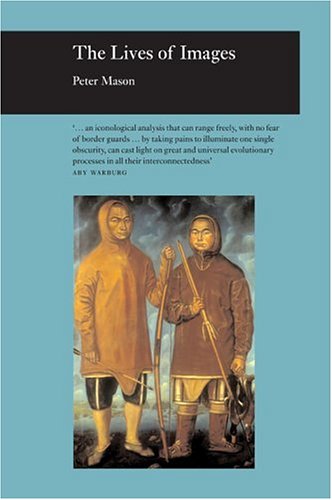 The Lives of Images
Peter Mason
‘… an iconological analysis that can range freely, with no fear
of border guards … by taking pains to illuminate one single
obscurity, can cast light on great and universal evolutionary
processes in all their interconnectedness’
ABY WARBURG